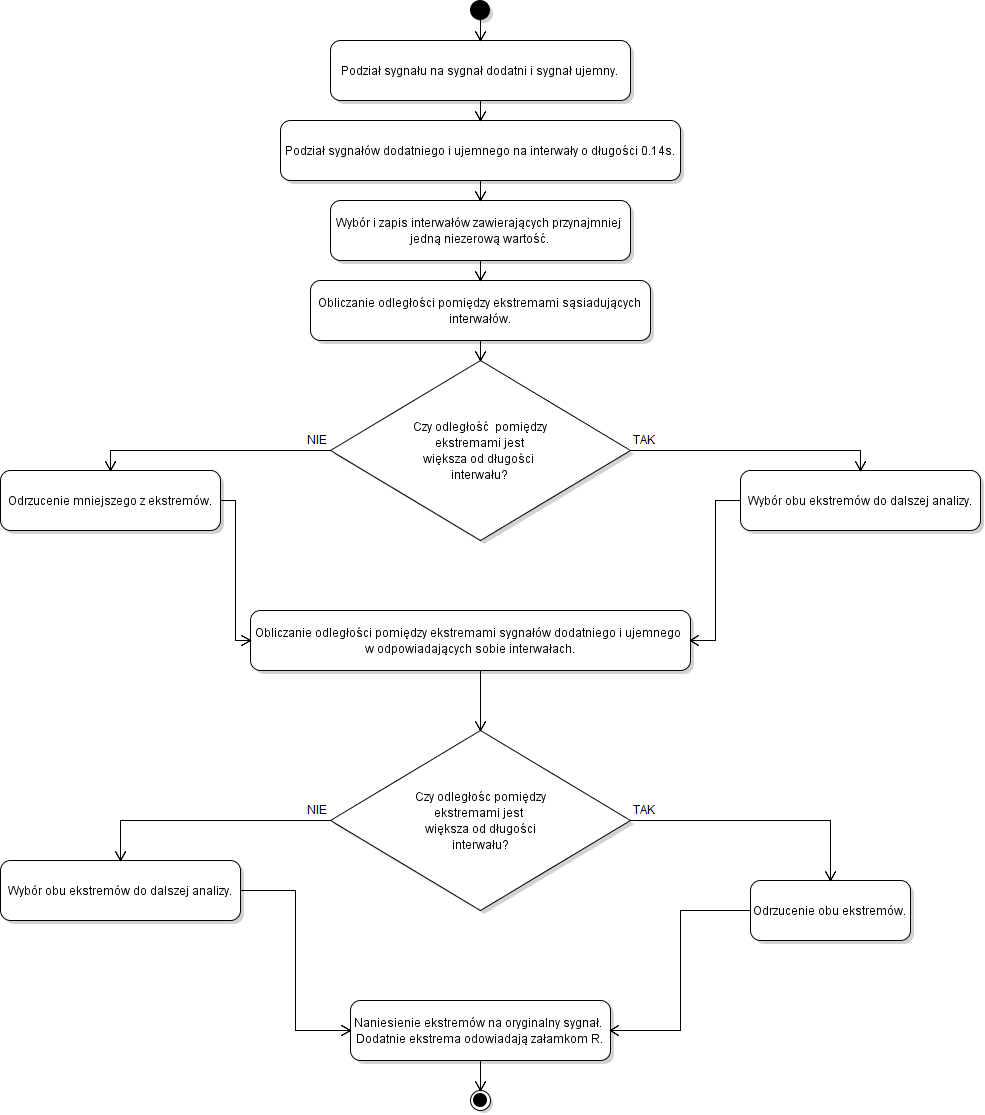 Podział sygnału na sygnał dodatni i sygnał ujemny.
Podział sygnałów dodatniego i ujemnego na interwały o długości 0.14s.
Wybór i zapis interwałów zawierających przynajmniej
jedną niezerową wartość.
Obliczanie odległości pomiędzy ekstremami sąsiadujących
interwałów.
Czy odległość pomiędzy
ekstremami jest
większa od długości
interwału?
NIE
TAK
Odrzucenie mniejszego z ekstremów.
Wybór obu ekstremów do dalszej analizy.
Obliczanie odległości pomiędzy ekstremami sygnałów dodatniego i ujemnego
w odpowiadających sobie interwałach.
Czy odległośc pomiędzy
ekstremami jest
większa od długości
interwału?
NIE
TAK
Wybór obu ekstremów do dalszej analizy.
Odrzucenie obu ekstremów.
Naniesienie ekstremów na oryginalny sygnał.
Dodatnie ekstrema odowiadają załamkom R.